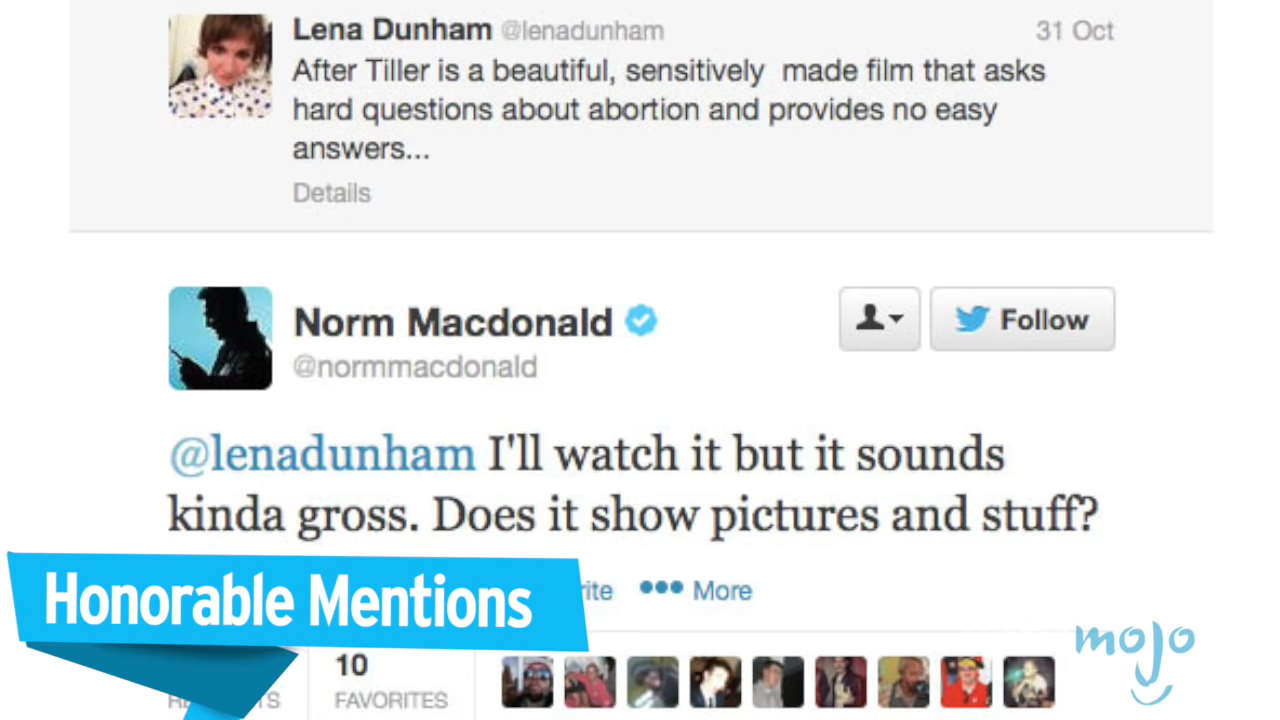 Lena Dunham @lenadunham 31 Oct
After Tiller is a beautiful, sensitively made film that asks
hard questions about abortion and provides no easy
answers...
Details
Norm Macdonald
@normmacdonald
Follow
@lenadunham I'll watch it but it sounds
kinda gross. Does it show pictures and stuff?
More
Honorable Mentions
mojo
10
FAVORITES